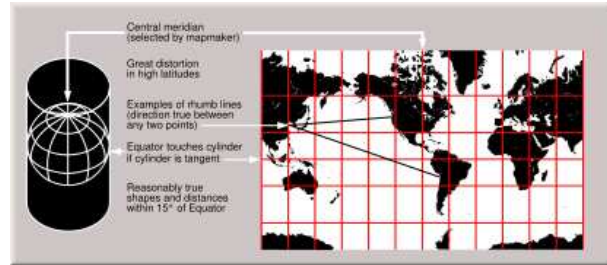 Central meridian
(selected by mapmaker)
Great distortion
in high latitudes
Examples of rhumb lines
(direction true between
any two points)
Equator touches cylinder
if cylinder is tangent
Reasonably true
shapes and distances
within 15° of Equator